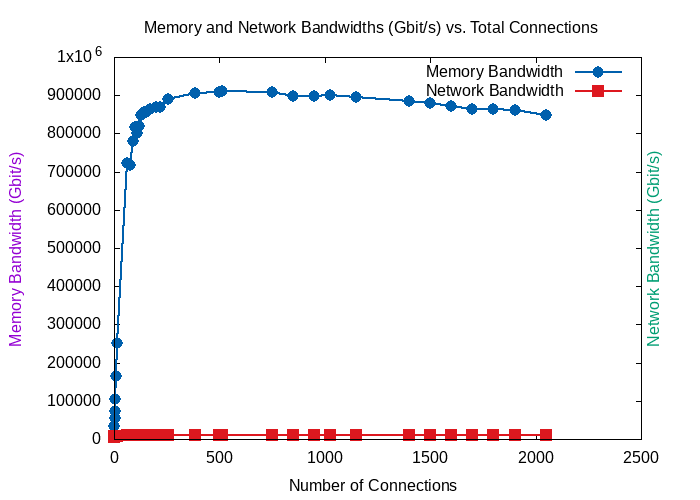 Memory and Network Bandwidths (Gbit/s) vs. Total Connections
1x10^6
900000
800000
700000
600000
500000
400000
300000
200000
100000
0
Memory Bandwidth (Gbit/s)
Memory Bandwidth
Network Bandwidth
Network Bandwidth (Gbit/s)
0 500 1000 1500 2000 2500
Number of Connections